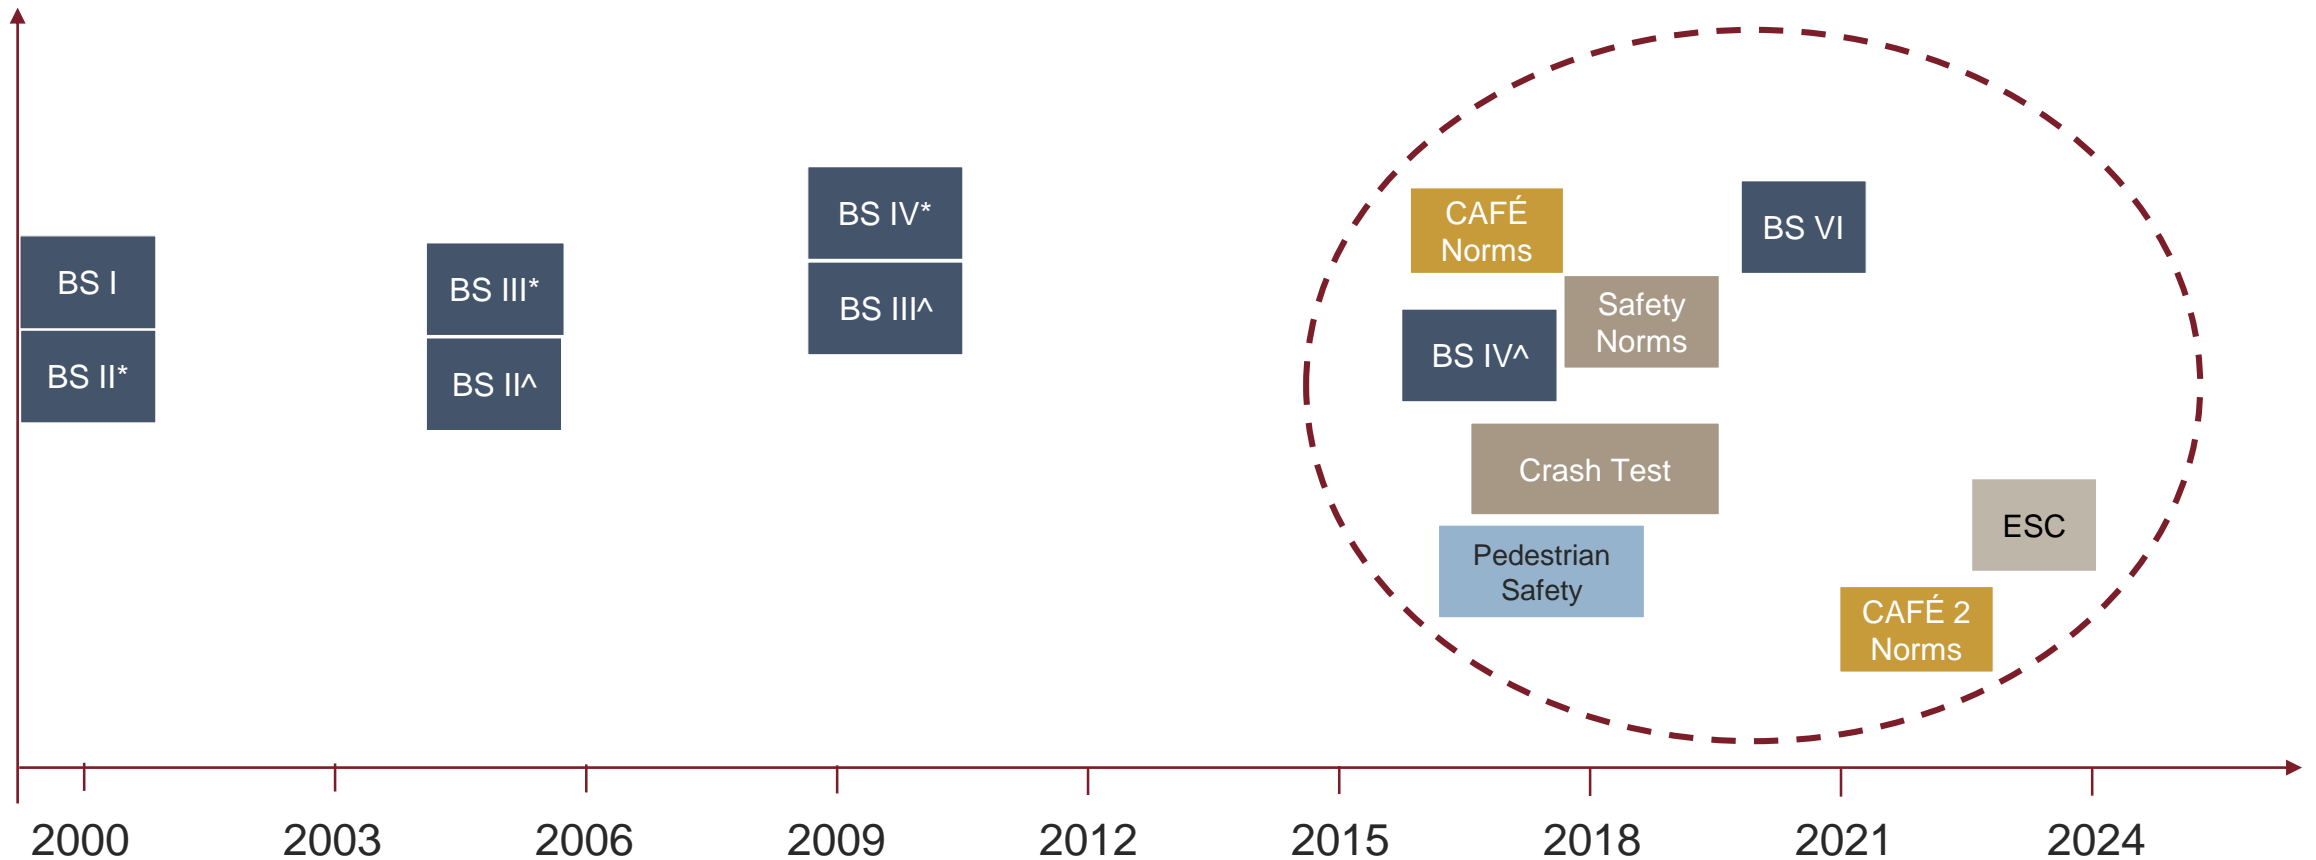 BS I
BS II*
BS III*
BS II^
BS IV*
BS III^
CAFÉ
Norms
BS IV^
Safety
Norms
Crash Test
Pedestrian
Safety
BS VI
ESC
CAFÉ 2
Norms
2000
2003
2006
2009
2012
2015
2018
2021
2024